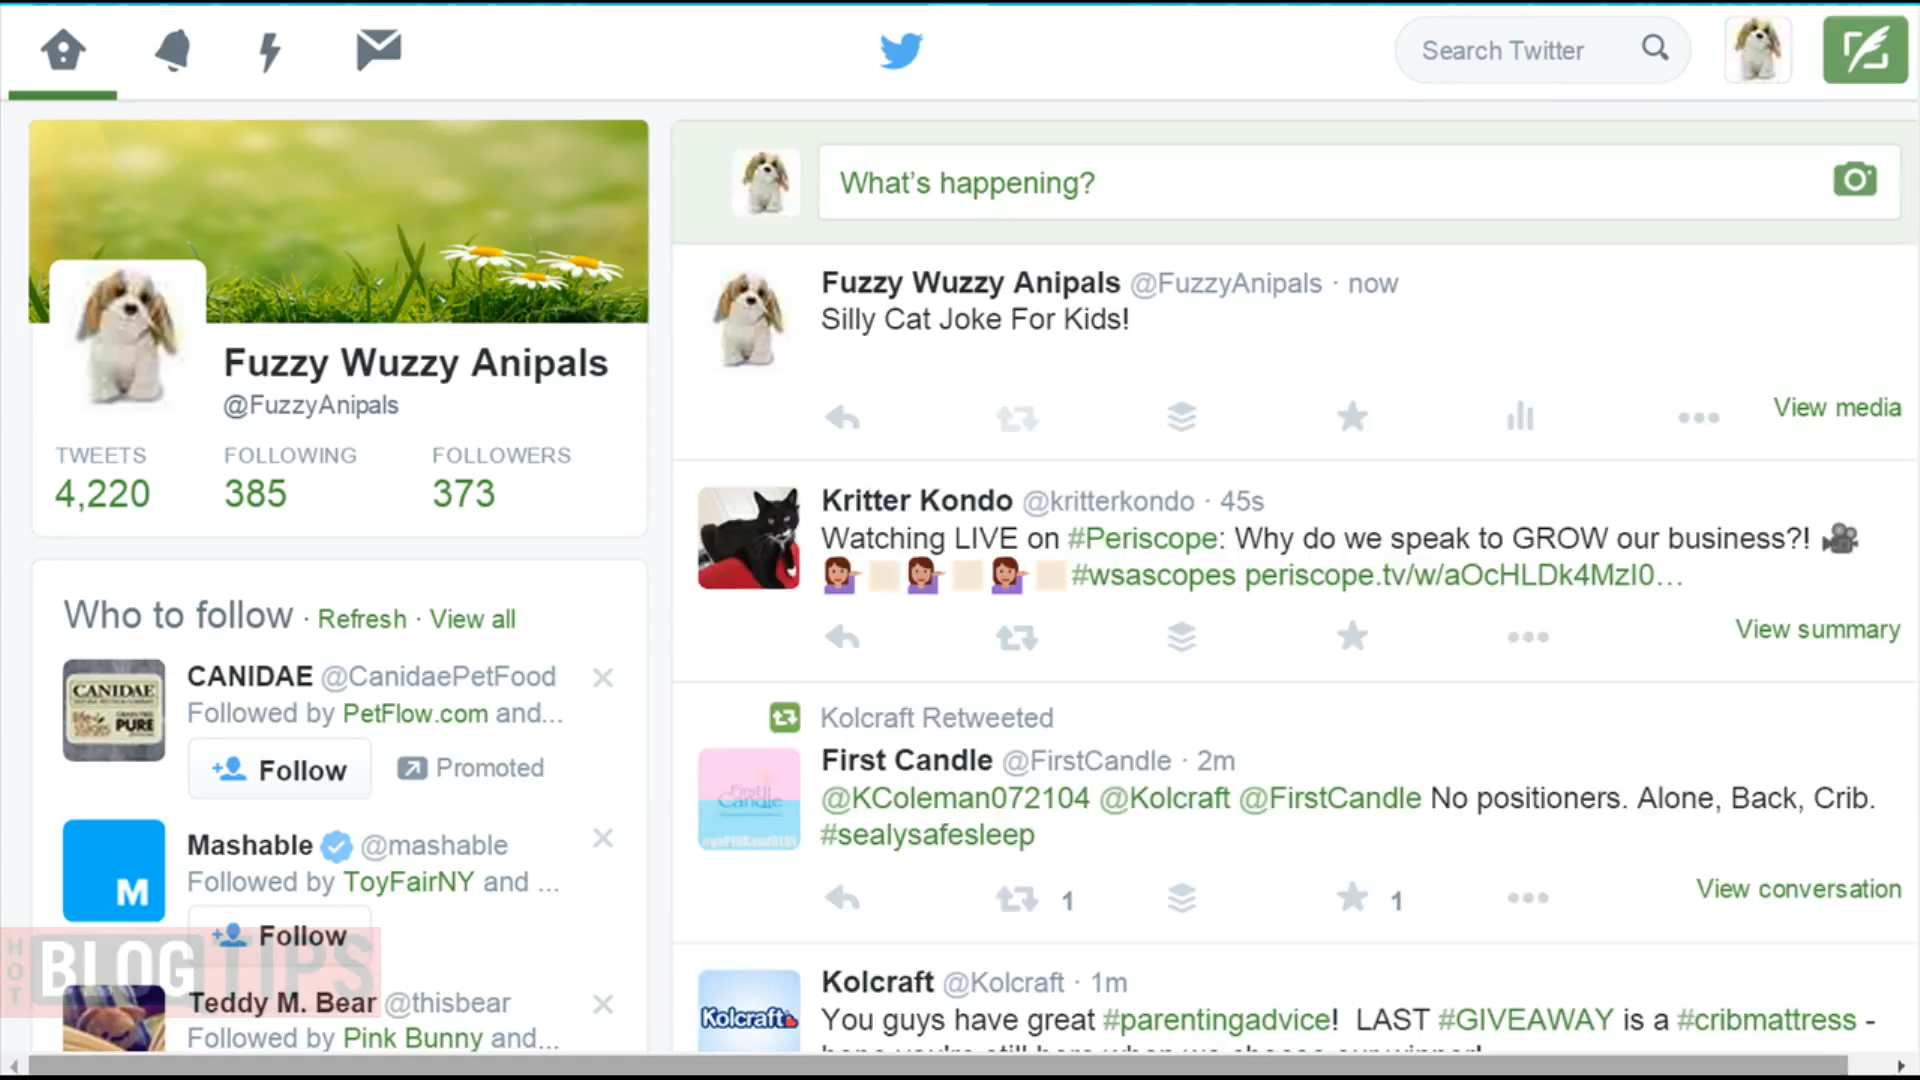 Search Twitter
What's happening?
Fuzzy Wuzzy Anipals
@FuzzyAnipals
TWEETS FOLLOWING FOLLOWERS
4,220 385 373
Who to follow · Refresh · View all
CANIDAE @CanidaePetFood
Followed by PetFlow.com and...
Follow Promoted
CANIDAE
PURE
Mashable @mashable
Followed by ToyFairNY and ...
M
Follow
HOT BLOG TIPS
Teddy M. Bear @thisbear
Followed by Pink Bunny and...
Fuzzy Wuzzy Anipals @FuzzyAnipals · now
Silly Cat Joke For Kids!
View media
Kritter Kondo @kritterkondo · 45s
Watching LIVE on #Periscope: Why do we speak to GROW our business?!
#wsascopes periscope.tv/w/aOcHLDk4MzI0…
View summary
Kolcraft Retweeted
First Candle @FirstCandle · 2m
@KColeman072104 @Kolcraft @FirstCandle No positioners. Alone, Back, Crib.
#sealysafesleep
First Candle
1 1
View conversation
Kolcraft @Kolcraft · 1m
You guys have great #parentingadvice! LAST #GIVEAWAY is a #cribmattress -
Kolcraft